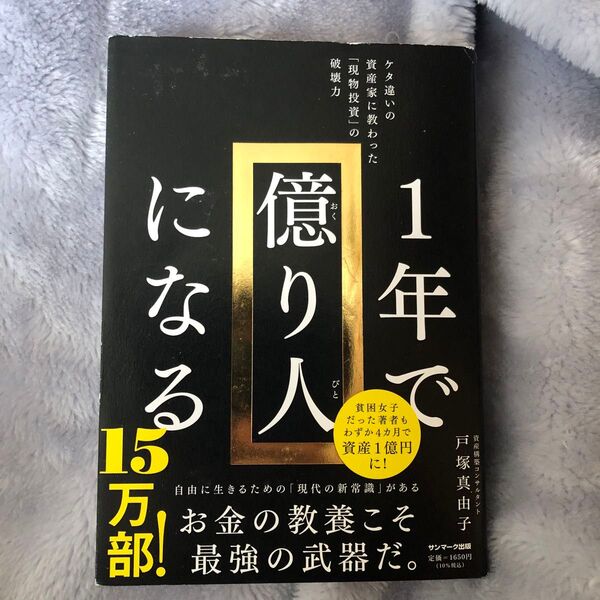 ケタ違いの
資産家に教わった
「現物投資」の
破壊力
1年で
億り人
おく
びと
になる
貧困女子
だった著者も
わずか4カ月で
資産1億円
に!
資産構築コンサルタント
戸塚真由子
15万部!
自由に生きるための「現代の新常識」がある
お金の教養こそ
最強の武器だ。
サンマーク出版
定価=1650円
(10%税込)